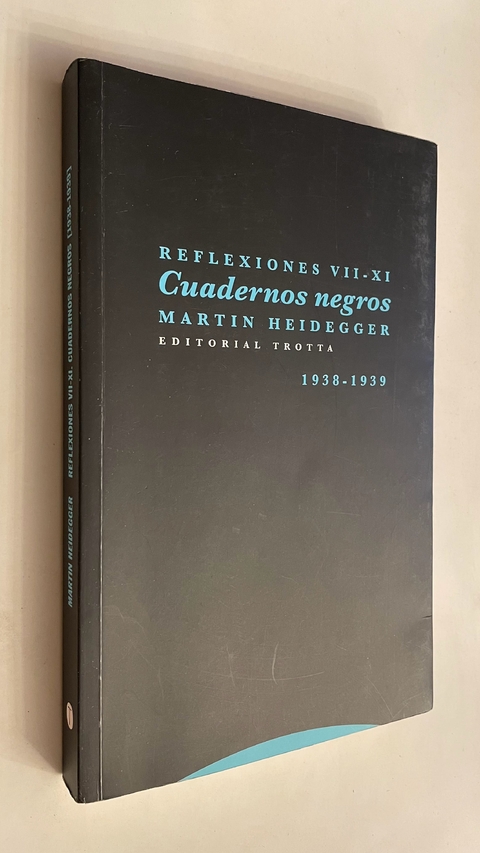 REFLEXIONES VII-XI
Cuadernos negros
MARTIN HEIDEGGER
EDITORIAL TROTTA
1938-1939
MARTIN HEIDEGGER REFLEXIONES VII-XI. CUADERNOS NEGROS (1938-1939)